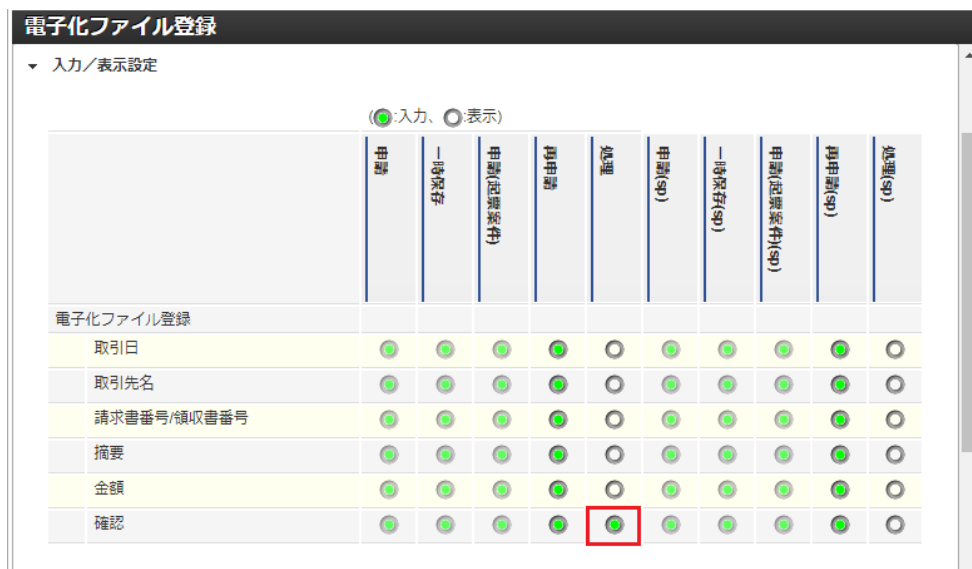 電子化ファイル登録
入力／表示設定
(:入力、:表示)
申請
一時保存
申請(起票案件)
再申請
処理
申請(sp)
一時保存(sp)
申請(起票案件)(sp)
再申請(sp)
処理(sp)
電子化ファイル登録
取引日
取引先名
請求書番号/領収書番号
摘要
金額
確認